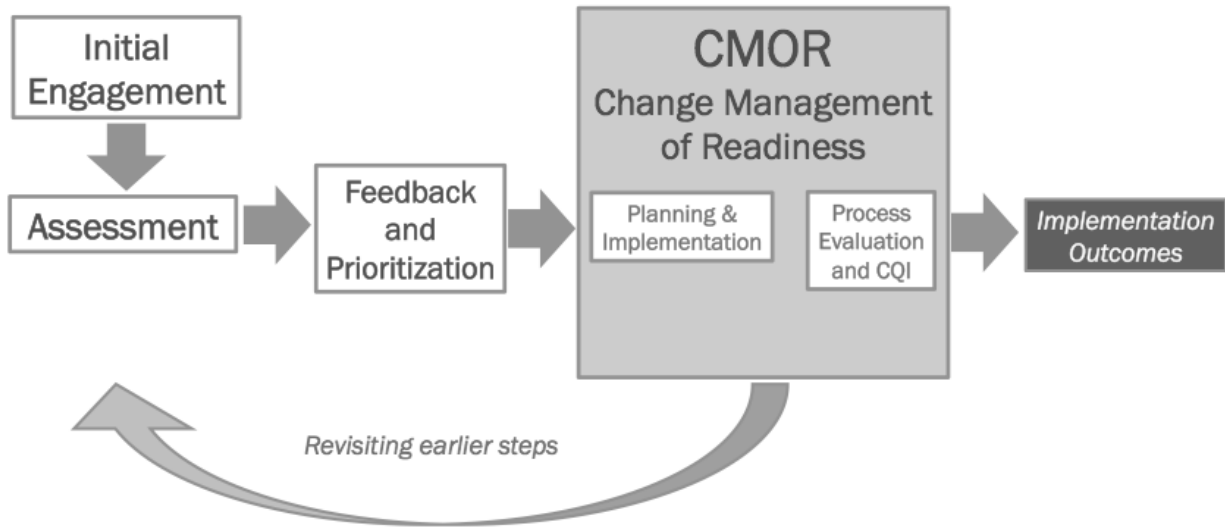 Initial
Engagement
Assessment
Feedback
and
Prioritization
CMOR
Change Management
of Readiness
Planning &
Implementation
Process
Evaluation
and CQI
Implementation
Outcomes
Revisiting earlier steps